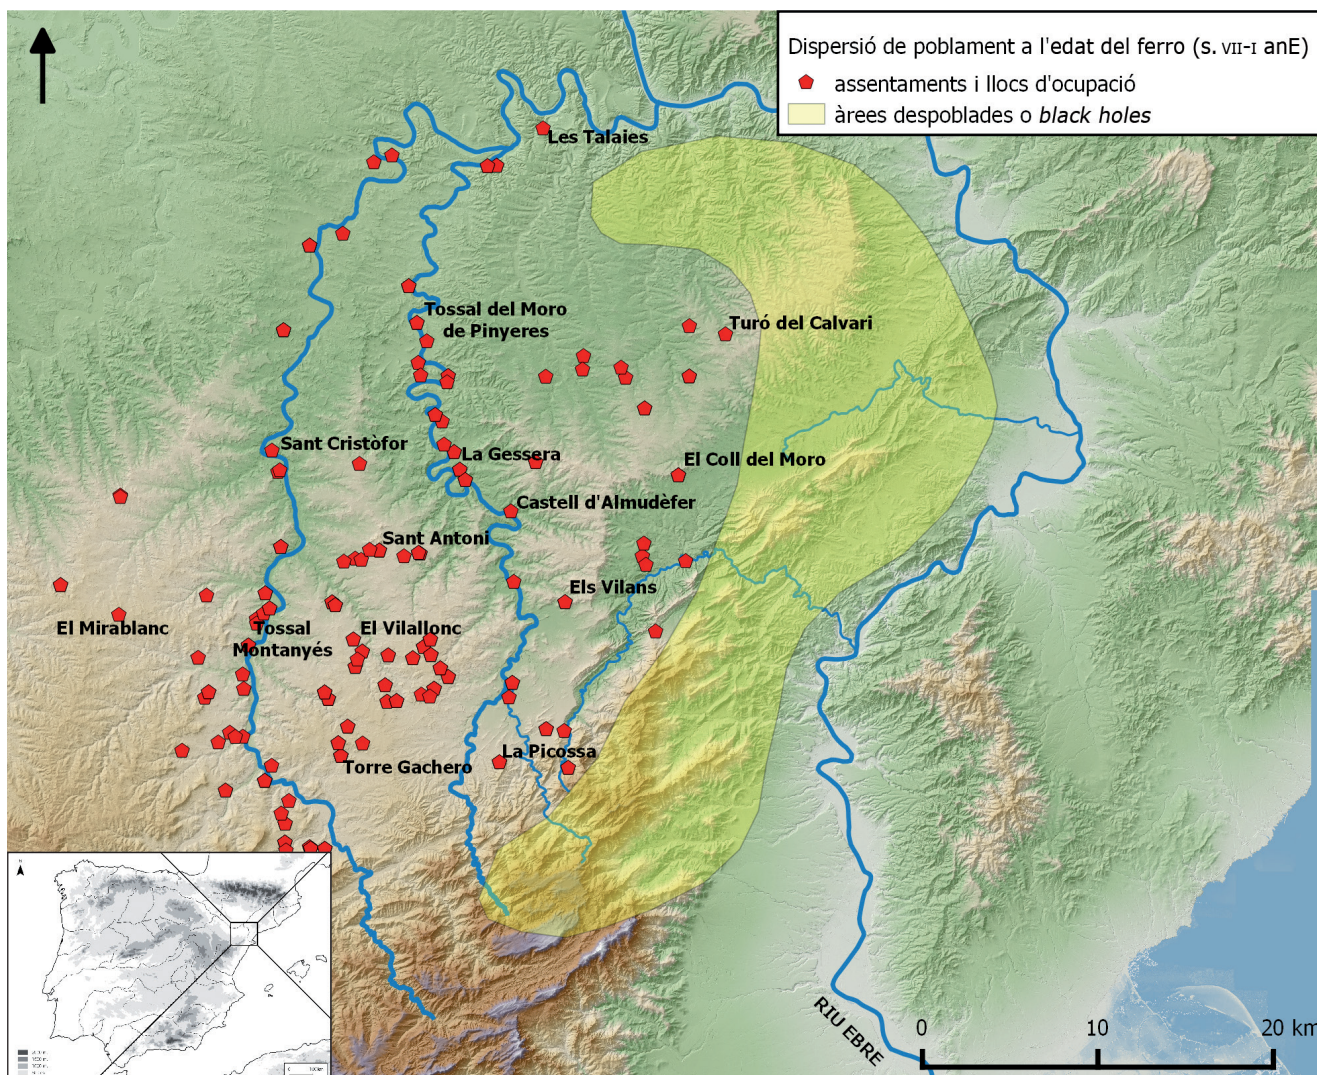 Dispersió de poblament a l'edat del ferro (s. VII-I anE)
assentaments i llocs d'ocupació
àrees despoblades o black holes
Les Talaies
Tossal del Moro
de Pinyeres
Turó del Calvari
Sant Cristòfor
La Gessera
El Coll del Moro
Castell d'Almudèfer
Sant Antoni
Els Vilans
El Mirablanc
Tossal
Montanyés
El Vilallonc
La Picossa
Torre Gachero
RIU EBRE
0 10 20 km